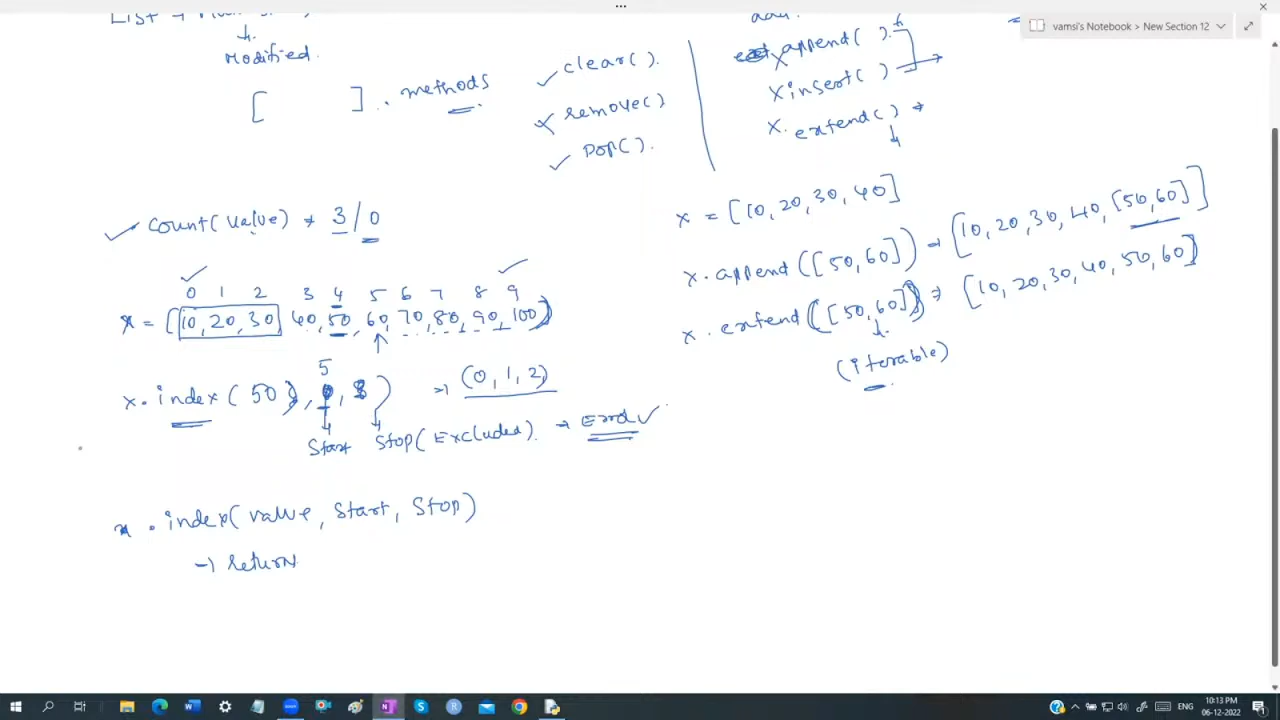 vamsi's Notebook > New Section 12
List →
Modified.
[ ] . methods
clear( ).
remove( )
pop( ).
add.
append( ).
x insert( )
x. extend( )
count(value) → 3/0
0 1 2 3 4 5 6 7 8 9
x = [10, 20, 30 40, 50, 60, 70, 80, 90, 100]
5
x. index( 50, , ) → (0, 1, 2)
Start Stop( Excluded). → Error
x . index( value, Start, Stop)
→ return
x = [10, 20, 30, 40]
x. append([50, 60]) → [10, 20, 30, 40, [50, 60]]
x. extend([50, 60]) → [10, 20, 30, 40, 50, 60]
(iterable)
10:13 PM
ENG
06-12-2022